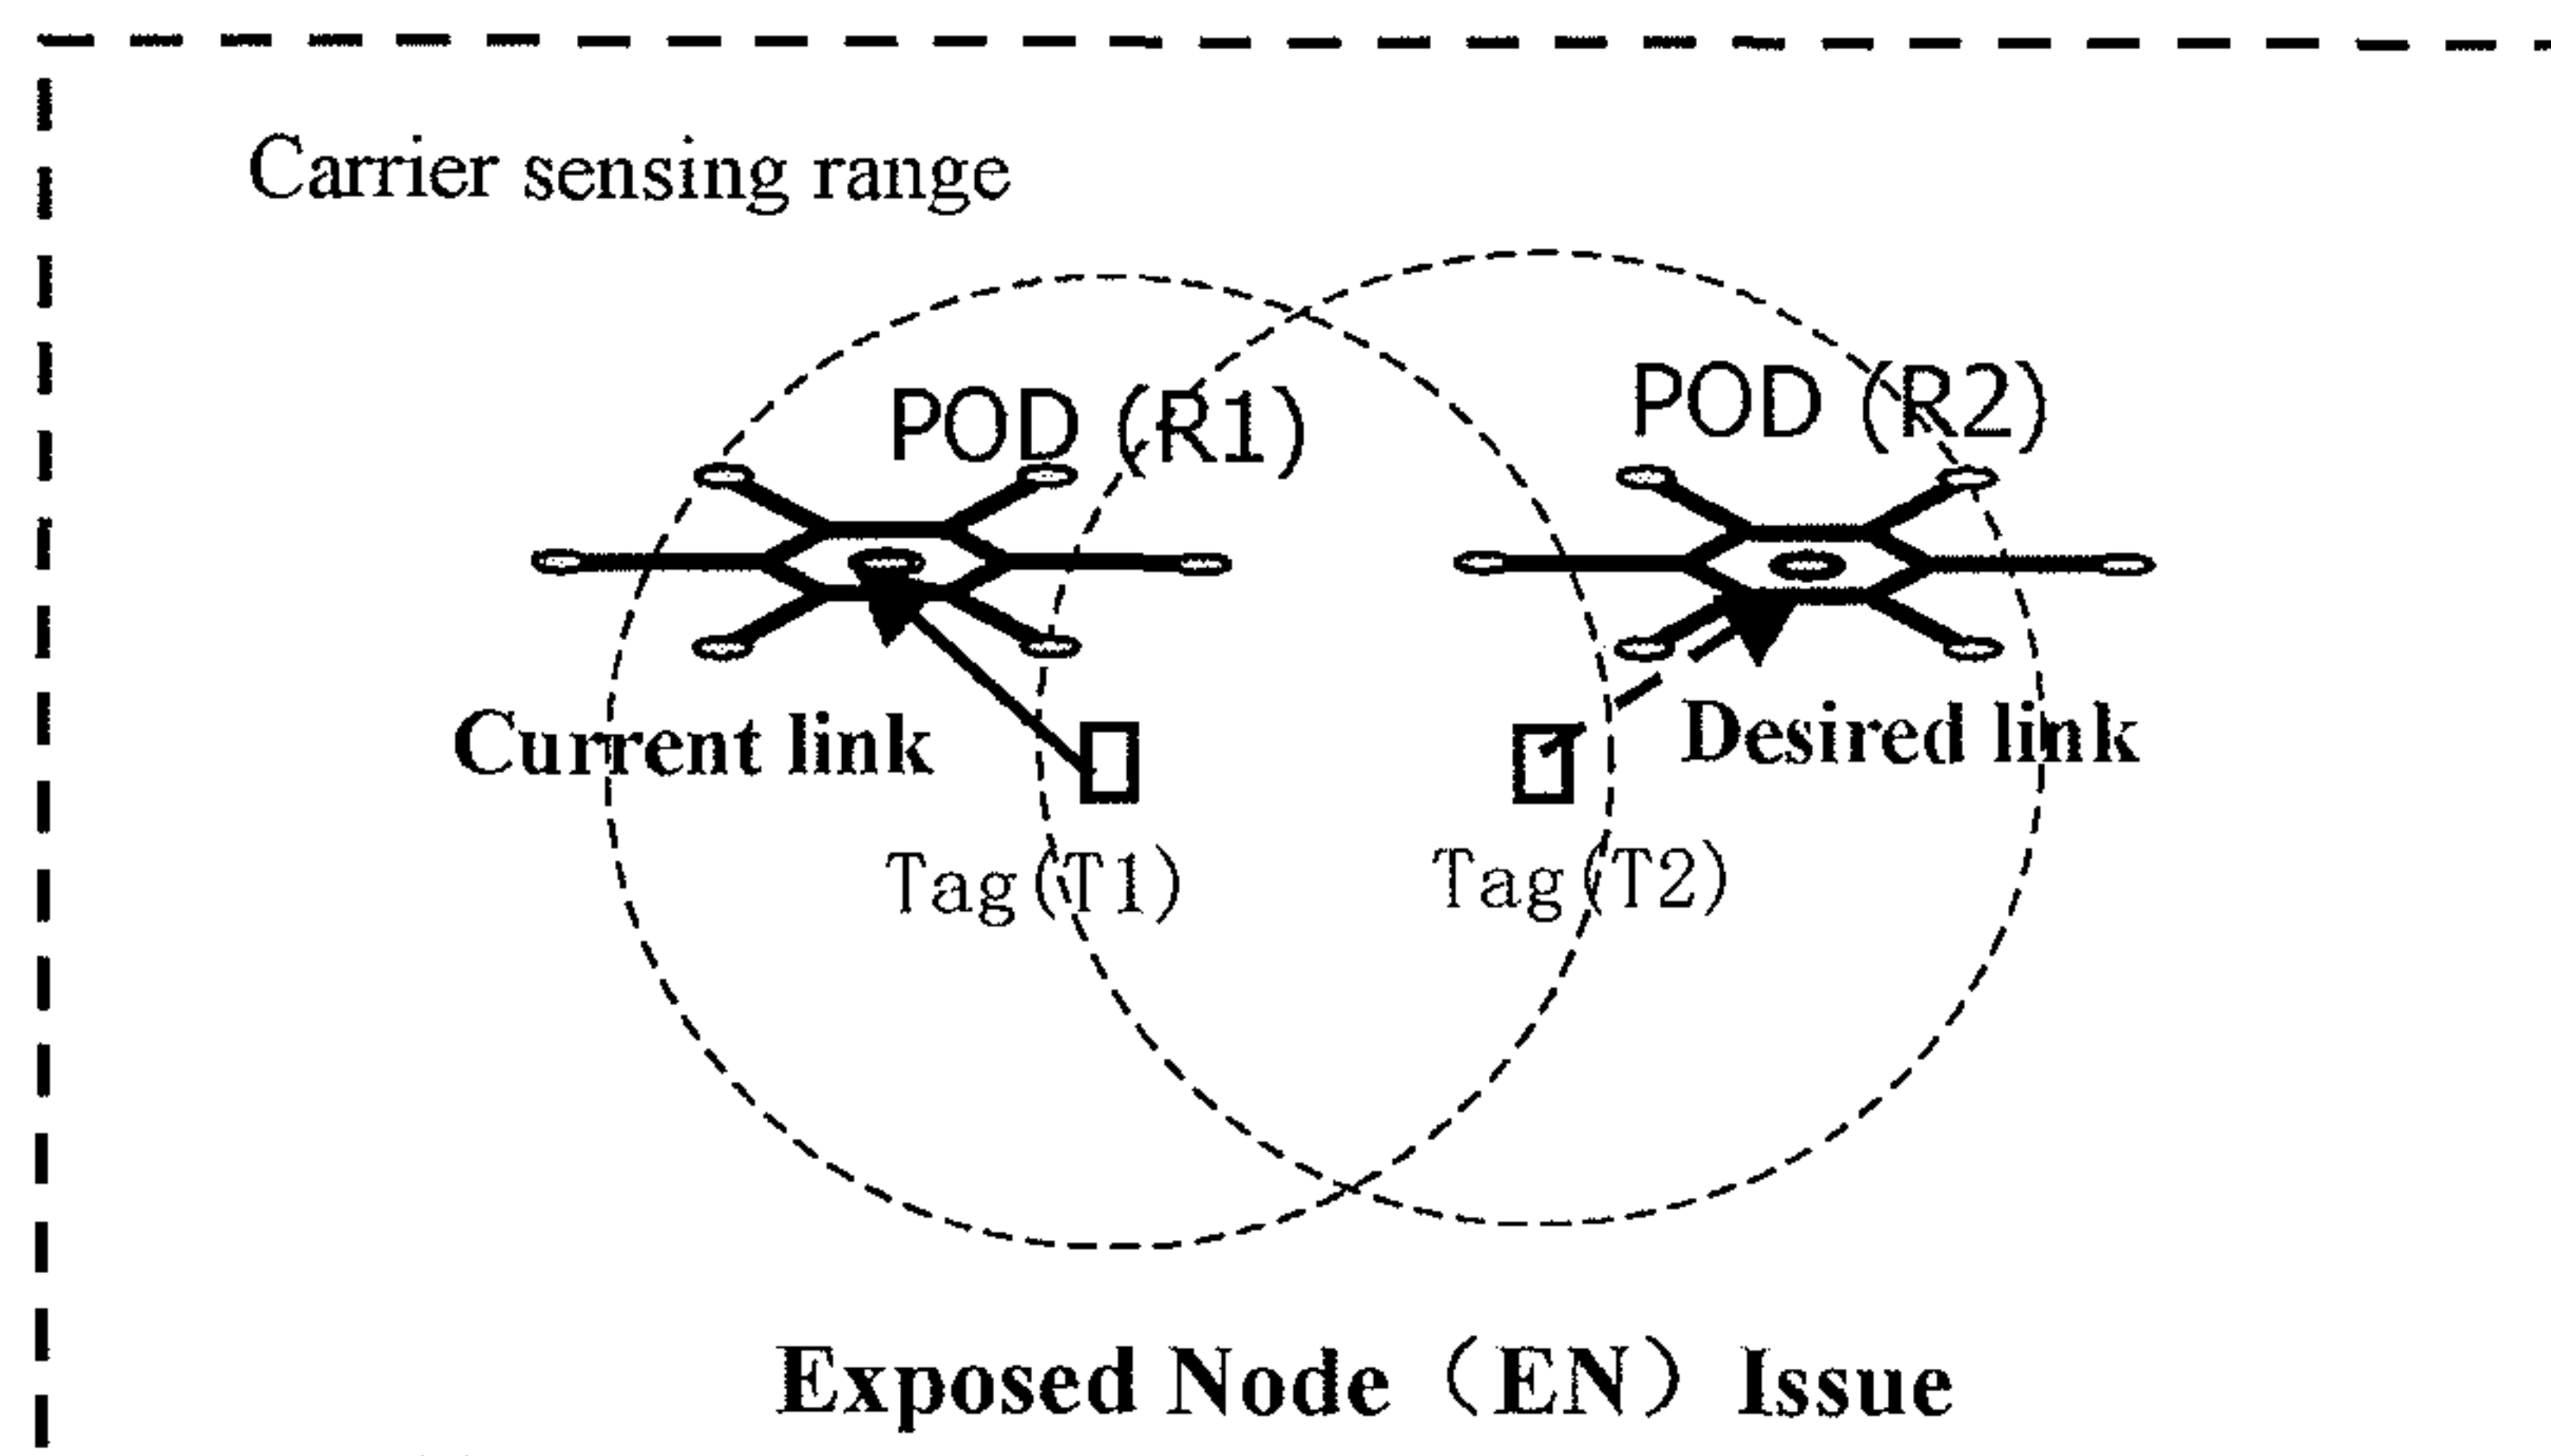 Carrier sensing range
POD (R1)
POD (R2)
Current link
Desired link
Tag(T1)
Tag(T2)
Exposed Node（EN）Issue